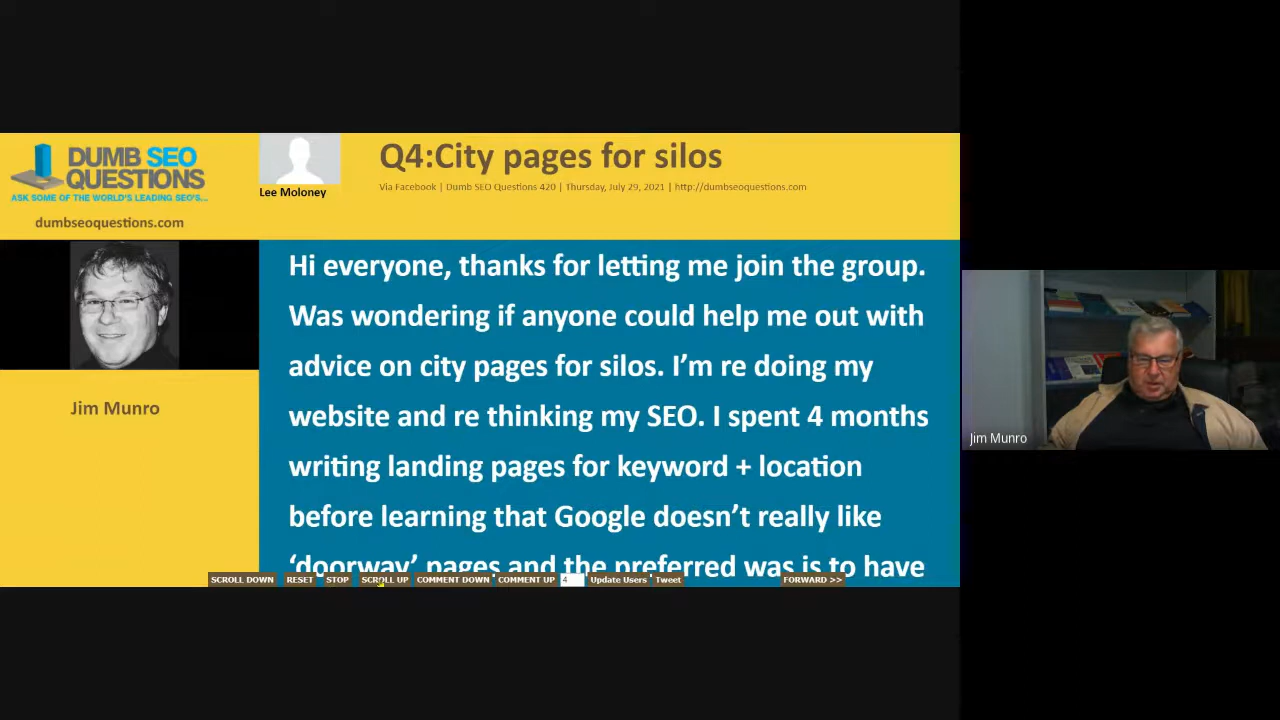 DUMB SEO
QUESTIONS
ASK SOME OF THE WORLD'S LEADING SEO'S...
dumbseoquestions.com
Lee Moloney
Q4:City pages for silos
Via Facebook | Dumb SEO Questions 420 | Thursday, July 29, 2021 | http://dumbseoquestions.com
Jim Munro
Hi everyone, thanks for letting me join the group.
Was wondering if anyone could help me out with
advice on city pages for silos. I'm re doing my
website and re thinking my SEO. I spent 4 months
writing landing pages for keyword + location
before learning that Google doesn't really like
'doorway' pages and the preferred was is to have
SCROLL DOWN RESET STOP SCROLL UP COMMENT DOWN COMMENT UP 4 Update Users Tweet FORWARD >>
Jim Munro